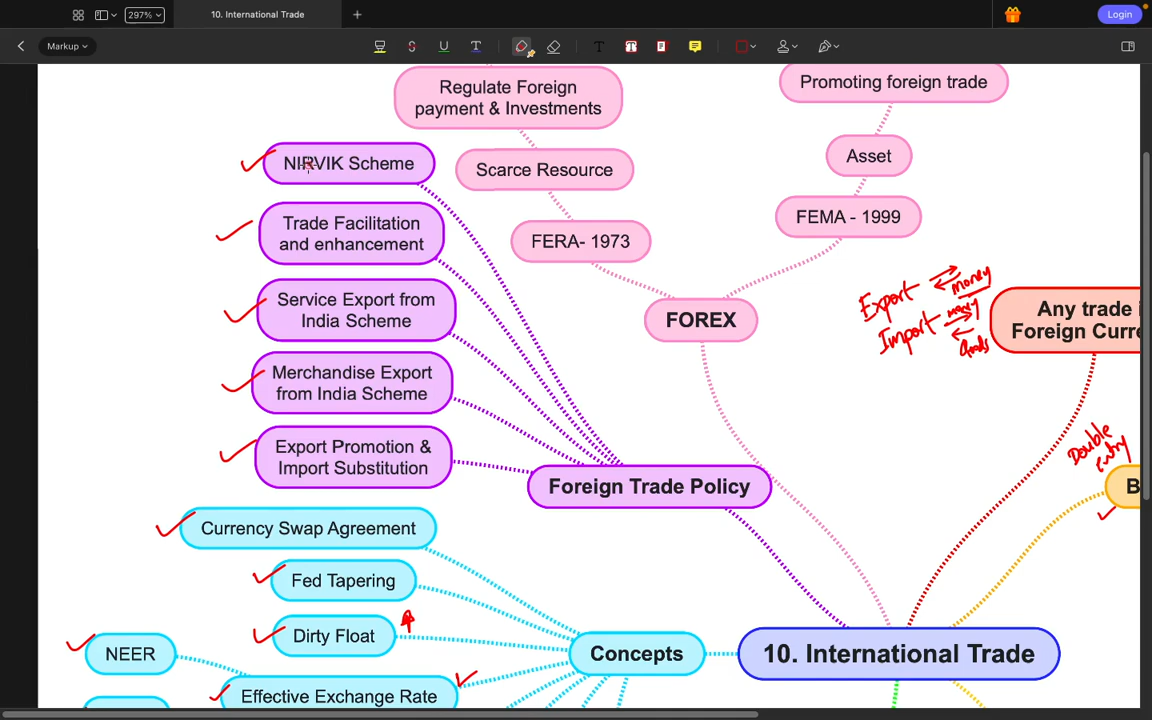 297%
10. International Trade
Login
Markup
Regulate Foreign
payment & Investments
Promoting foreign trade
NIRVIK Scheme
Scarce Resource
Asset
Trade Facilitation
and enhancement
FERA- 1973
FEMA - 1999
Service Export from
India Scheme
FOREX
Export
money
Import
money
Goods
Any trade i
Foreign Curre
Merchandise Export
from India Scheme
Export Promotion &
Import Substitution
Foreign Trade Policy
Double
entry
B
Currency Swap Agreement
Fed Tapering
Dirty Float
NEER
Concepts
10. International Trade
Effective Exchange Rate